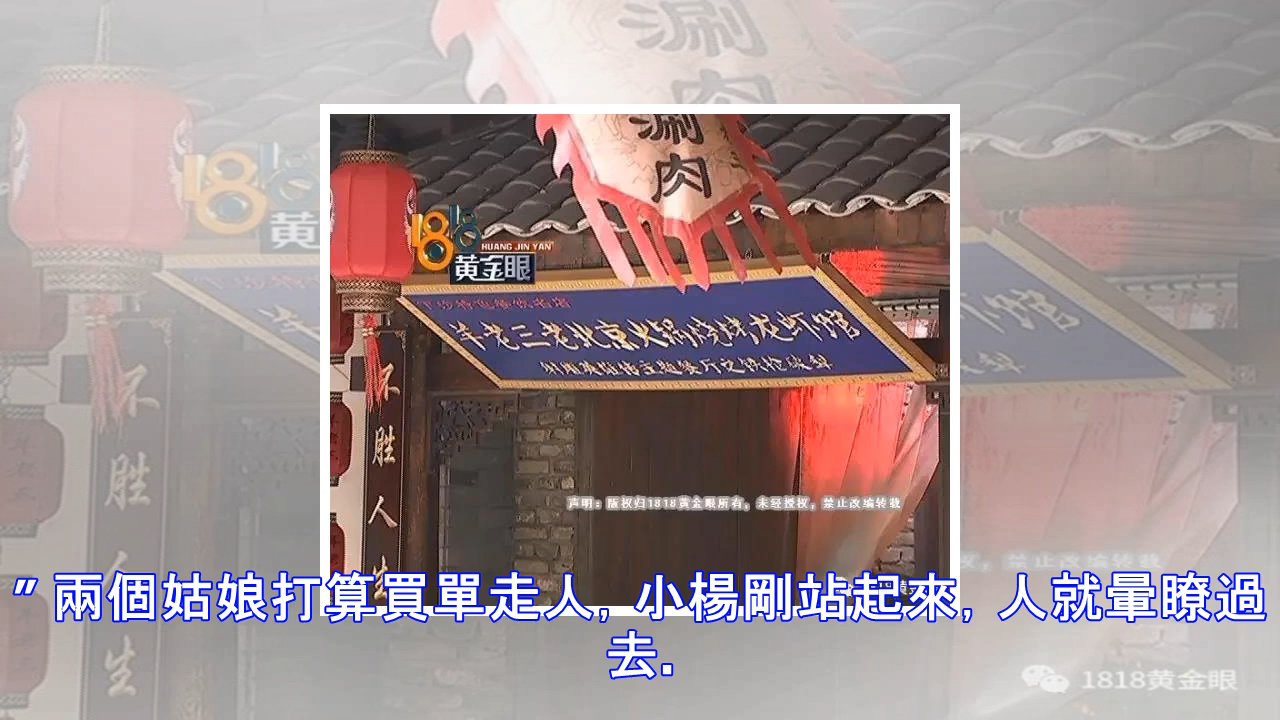 涮肉
1818
HUANG JIN YAN
黄金眼
羊老三老北京火锅烧烤龙虾馆
不胜人生
声明：版权归1818黄金眼所有，未经授权，禁止改编转载
"兩個姑娘打算買單走人, 小楊剛站起來, 人就暈瞭過
去.
1818黄金眼